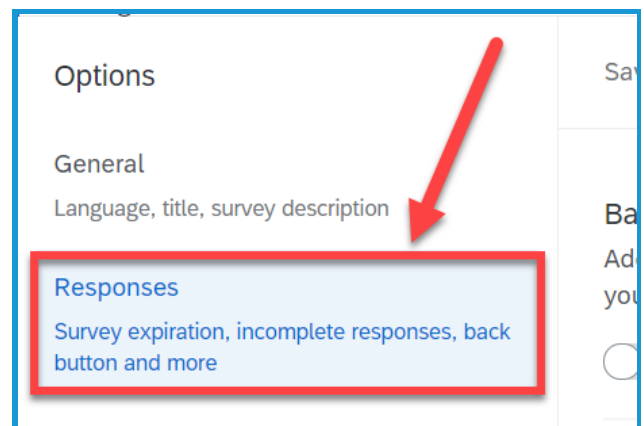 Options
General
Language, title, survey description
Responses
Survey expiration, incomplete responses, back
button and more